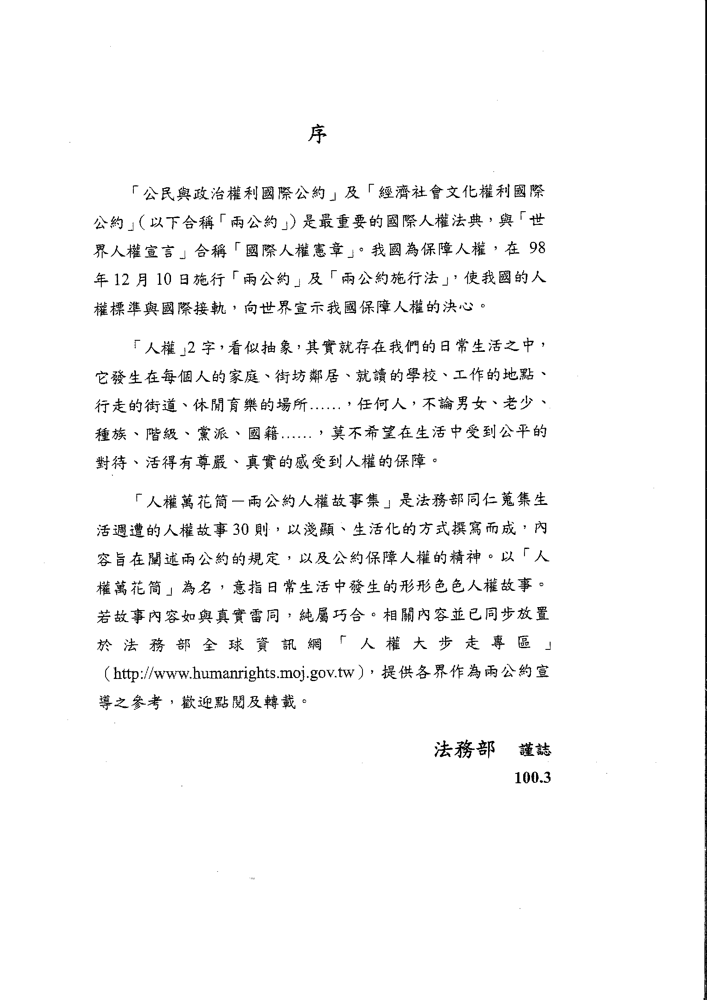 序
「公民與政治權利國際公約」及「經濟社會文化權利國際
公約」(以下合稱「兩公約」)是最重要的國際人權法典,與「世
界人權宣言」合稱「國際人權憲章」。我國為保障人權,在 98
年 12 月 10 日施行「兩公約」及「兩公約施行法」,使我國的人
權標準與國際接軌,向世界宣示我國保障人權的決心。
「人權」2 字,看似抽象,其實就存在我們的日常生活之中,
它發生在每個人的家庭、街坊鄰居、就讀的學校、工作的地點、
行走的街道、休閒育樂的場所……,任何人,不論男女、老少、
種族、階級、黨派、國籍……,莫不希望在生活中受到公平的
對待、活得有尊嚴、真實的感受到人權的保障。
「人權萬花筒—兩公約人權故事集」是法務部同仁蒐集生
活週遭的人權故事 30 則,以淺顯、生活化的方式撰寫而成,內
容旨在闡述兩公約的規定,以及公約保障人權的精神。以「人
權萬花筒」為名,意指日常生活中發生的形形色色人權故事。
若故事內容如與真實雷同,純屬巧合。相關內容並已同步放置
於法務部全球資訊網「人權大步走專區」
(http://www.humanrights.moj.gov.tw),提供各界作為兩公約宣
導之參考,歡迎點閱及轉載。
法務部 謹誌
100.3